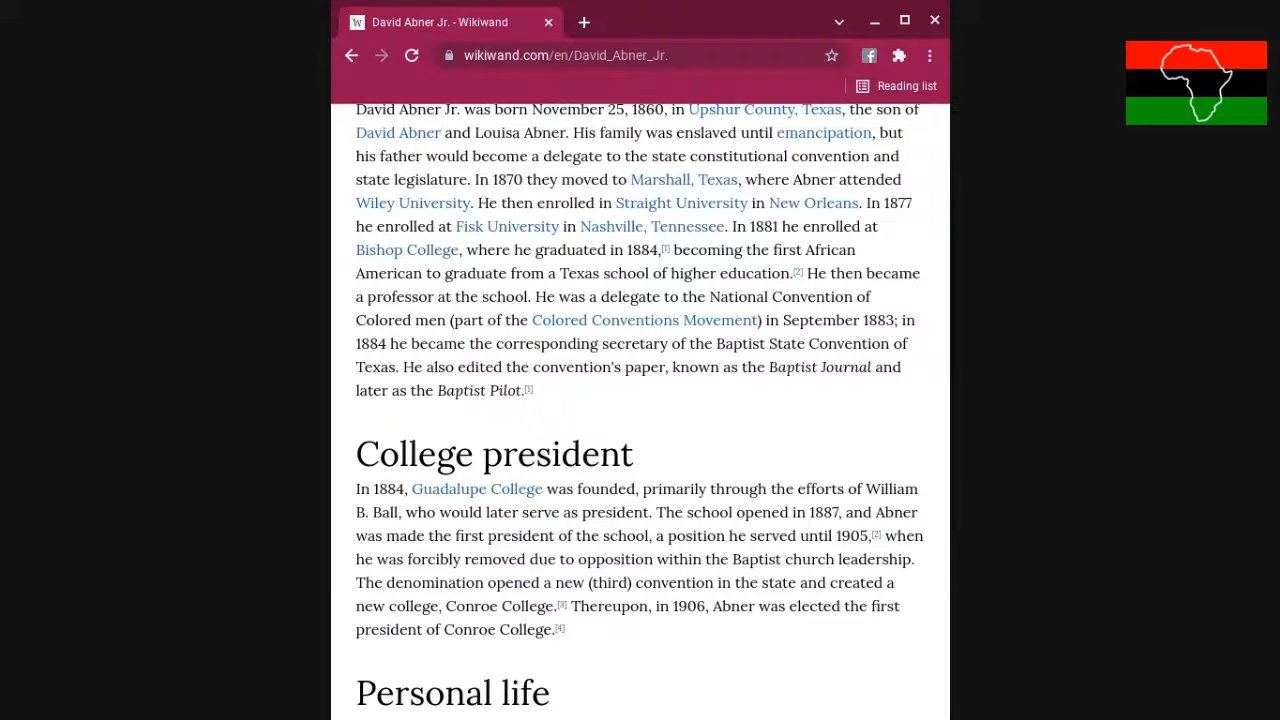 W David Abner Jr. - Wikiwand
wikiwand.com/en/David_Abner_Jr.
Reading list
David Abner Jr. was born November 25, 1860, in Upshur County, Texas, the son of
David Abner and Louisa Abner. His family was enslaved until emancipation, but
his father would become a delegate to the state constitutional convention and
state legislature. In 1870 they moved to Marshall, Texas, where Abner attended
Wiley University. He then enrolled in Straight University in New Orleans. In 1877
he enrolled at Fisk University in Nashville, Tennessee. In 1881 he enrolled at
Bishop College, where he graduated in 1884,[1] becoming the first African
American to graduate from a Texas school of higher education.[2] He then became
a professor at the school. He was a delegate to the National Convention of
Colored men (part of the Colored Conventions Movement) in September 1883; in
1884 he became the corresponding secretary of the Baptist State Convention of
Texas. He also edited the convention's paper, known as the Baptist Journal and
later as the Baptist Pilot.[1]
College president
In 1884, Guadalupe College was founded, primarily through the efforts of William
B. Ball, who would later serve as president. The school opened in 1887, and Abner
was made the first president of the school, a position he served until 1905,[2] when
he was forcibly removed due to opposition within the Baptist church leadership.
The denomination opened a new (third) convention in the state and created a
new college, Conroe College.[3] Thereupon, in 1906, Abner was elected the first
president of Conroe College.[4]
Personal life